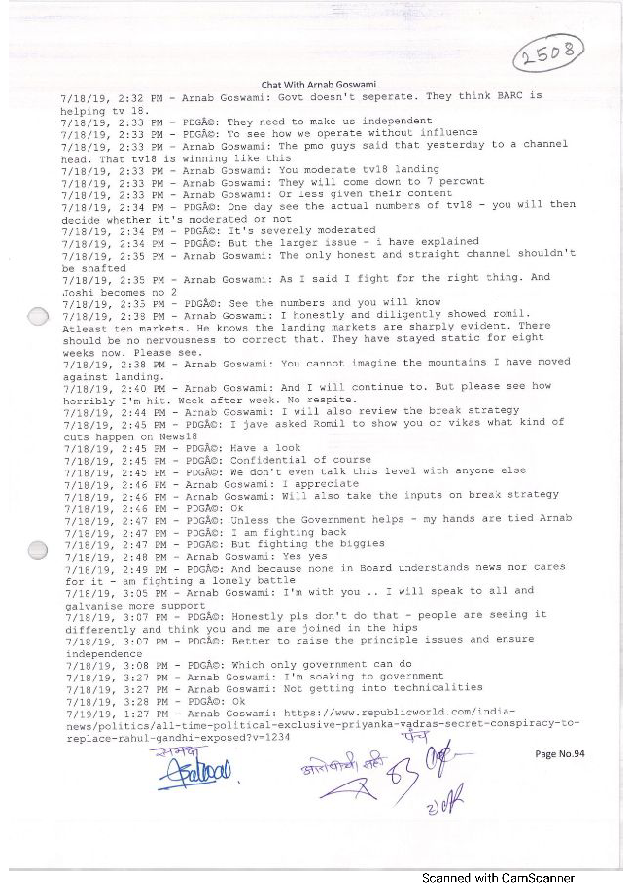 2508
Chat With Arnab Goswami
7/18/19, 2:32 PM - Arnab Goswami: Govt doesn't seperate. They think BARC is
helping tv 18.
7/18/19, 2:33 PM - PDGÂ©: They need to make us independent
7/18/19, 2:33 PM - PDGÂ©: To see how we operate without influence
7/18/19, 2:33 PM - Arnab Goswami: The pmo guys said that yesterday to a channel
head. That tv18 is winning like this
7/18/19, 2:33 PM - Arnab Goswami: You moderate tv18 landing
7/18/19, 2:33 PM - Arnab Goswami: They will come down to 7 percwnt
7/18/19, 2:33 PM - Arnab Goswami: Or less given their content
7/18/19, 2:34 PM - PDGÂ©: One day see the actual numbers of tv18 - you will then
decide whether it's moderated or not
7/18/19, 2:34 PM - PDGÂ©: It's severely moderated
7/18/19, 2:34 PM - PDGÂ©: But the larger issue - i have explained
7/18/19, 2:35 PM - Arnab Goswami: The only honest and straight channel shouldn't
be shafted
7/18/19, 2:35 PM - Arnab Goswami: As I said I fight for the right thing. And
Joshi becomes no 2
7/18/19, 2:35 PM - PDGÂ©: See the numbers and you will know
7/18/19, 2:38 PM - Arnab Goswami: I honestly and diligently showed romil.
Atleast ten markets. He knows the landing markets are sharply evident. There
should be no nervousness to correct that. They have stayed static for eight
weeks now. Please see.
7/18/19, 2:38 PM - Arnab Goswami: You cannot imagine the mountains I have moved
against landing.
7/18/19, 2:40 PM - Arnab Goswami: And I will continue to. But please see how
horribly I'm hit. Week after week. No respite.
7/18/19, 2:44 PM - Arnab Goswami: I will also review the break strategy
7/18/19, 2:45 PM - PDGÂ©: I jave asked Romil to show you or vikas what kind of
cuts happen on News18
7/18/19, 2:45 PM - PDGÂ©: Have a look
7/18/19, 2:45 PM - PDGÂ©: Confidential of course
7/18/19, 2:45 PM - PDGÂ©: We don't even talk this level with anyone else
7/18/19, 2:46 PM - Arnab Goswami: I appreciate
7/18/19, 2:46 PM - Arnab Goswami: Will also take the inputs on break strategy
7/18/19, 2:46 PM - PDGÂ©: Ok
7/18/19, 2:47 PM - PDGÂ©: Unless the Government helps - my hands are tied Arnab
7/18/19, 2:47 PM - PDGÂ©: I am fighting back
7/18/19, 2:47 PM - PDGÂ©: But fighting the biggies
7/18/19, 2:48 PM - Arnab Goswami: Yes yes
7/18/19, 2:49 PM - PDGÂ©: And because none in Board understands news nor cares
for it - am fighting a lonely battle
7/18/19, 3:05 PM - Arnab Goswami: I'm with you .. I will speak to all and
galvanise more support
7/18/19, 3:07 PM - PDGÂ©: Honestly pls don't do that - people are seeing it
differently and think you and me are joined in the hips
7/18/19, 3:07 PM - PDGÂ©: Better to raise the principle issues and ensure
independence
7/18/19, 3:08 PM - PDGÂ©: Which only government can do
7/18/19, 3:27 PM - Arnab Goswami: I'm soaking to government
7/18/19, 3:27 PM - Arnab Goswami: Not getting into technicalities
7/18/19, 3:28 PM - PDGÂ©: Ok
7/19/19, 1:27 PM - Arnab Goswami: https://www.republicworld.com/india-
news/politics/all-time-political-exclusive-priyanka-vadras-secret-conspiracy-to-
replace-rahul-gandhi-exposed?v=1234
समक्ष
पंच
आरोपीची सही
Page No.94
Scanned with CamScanner